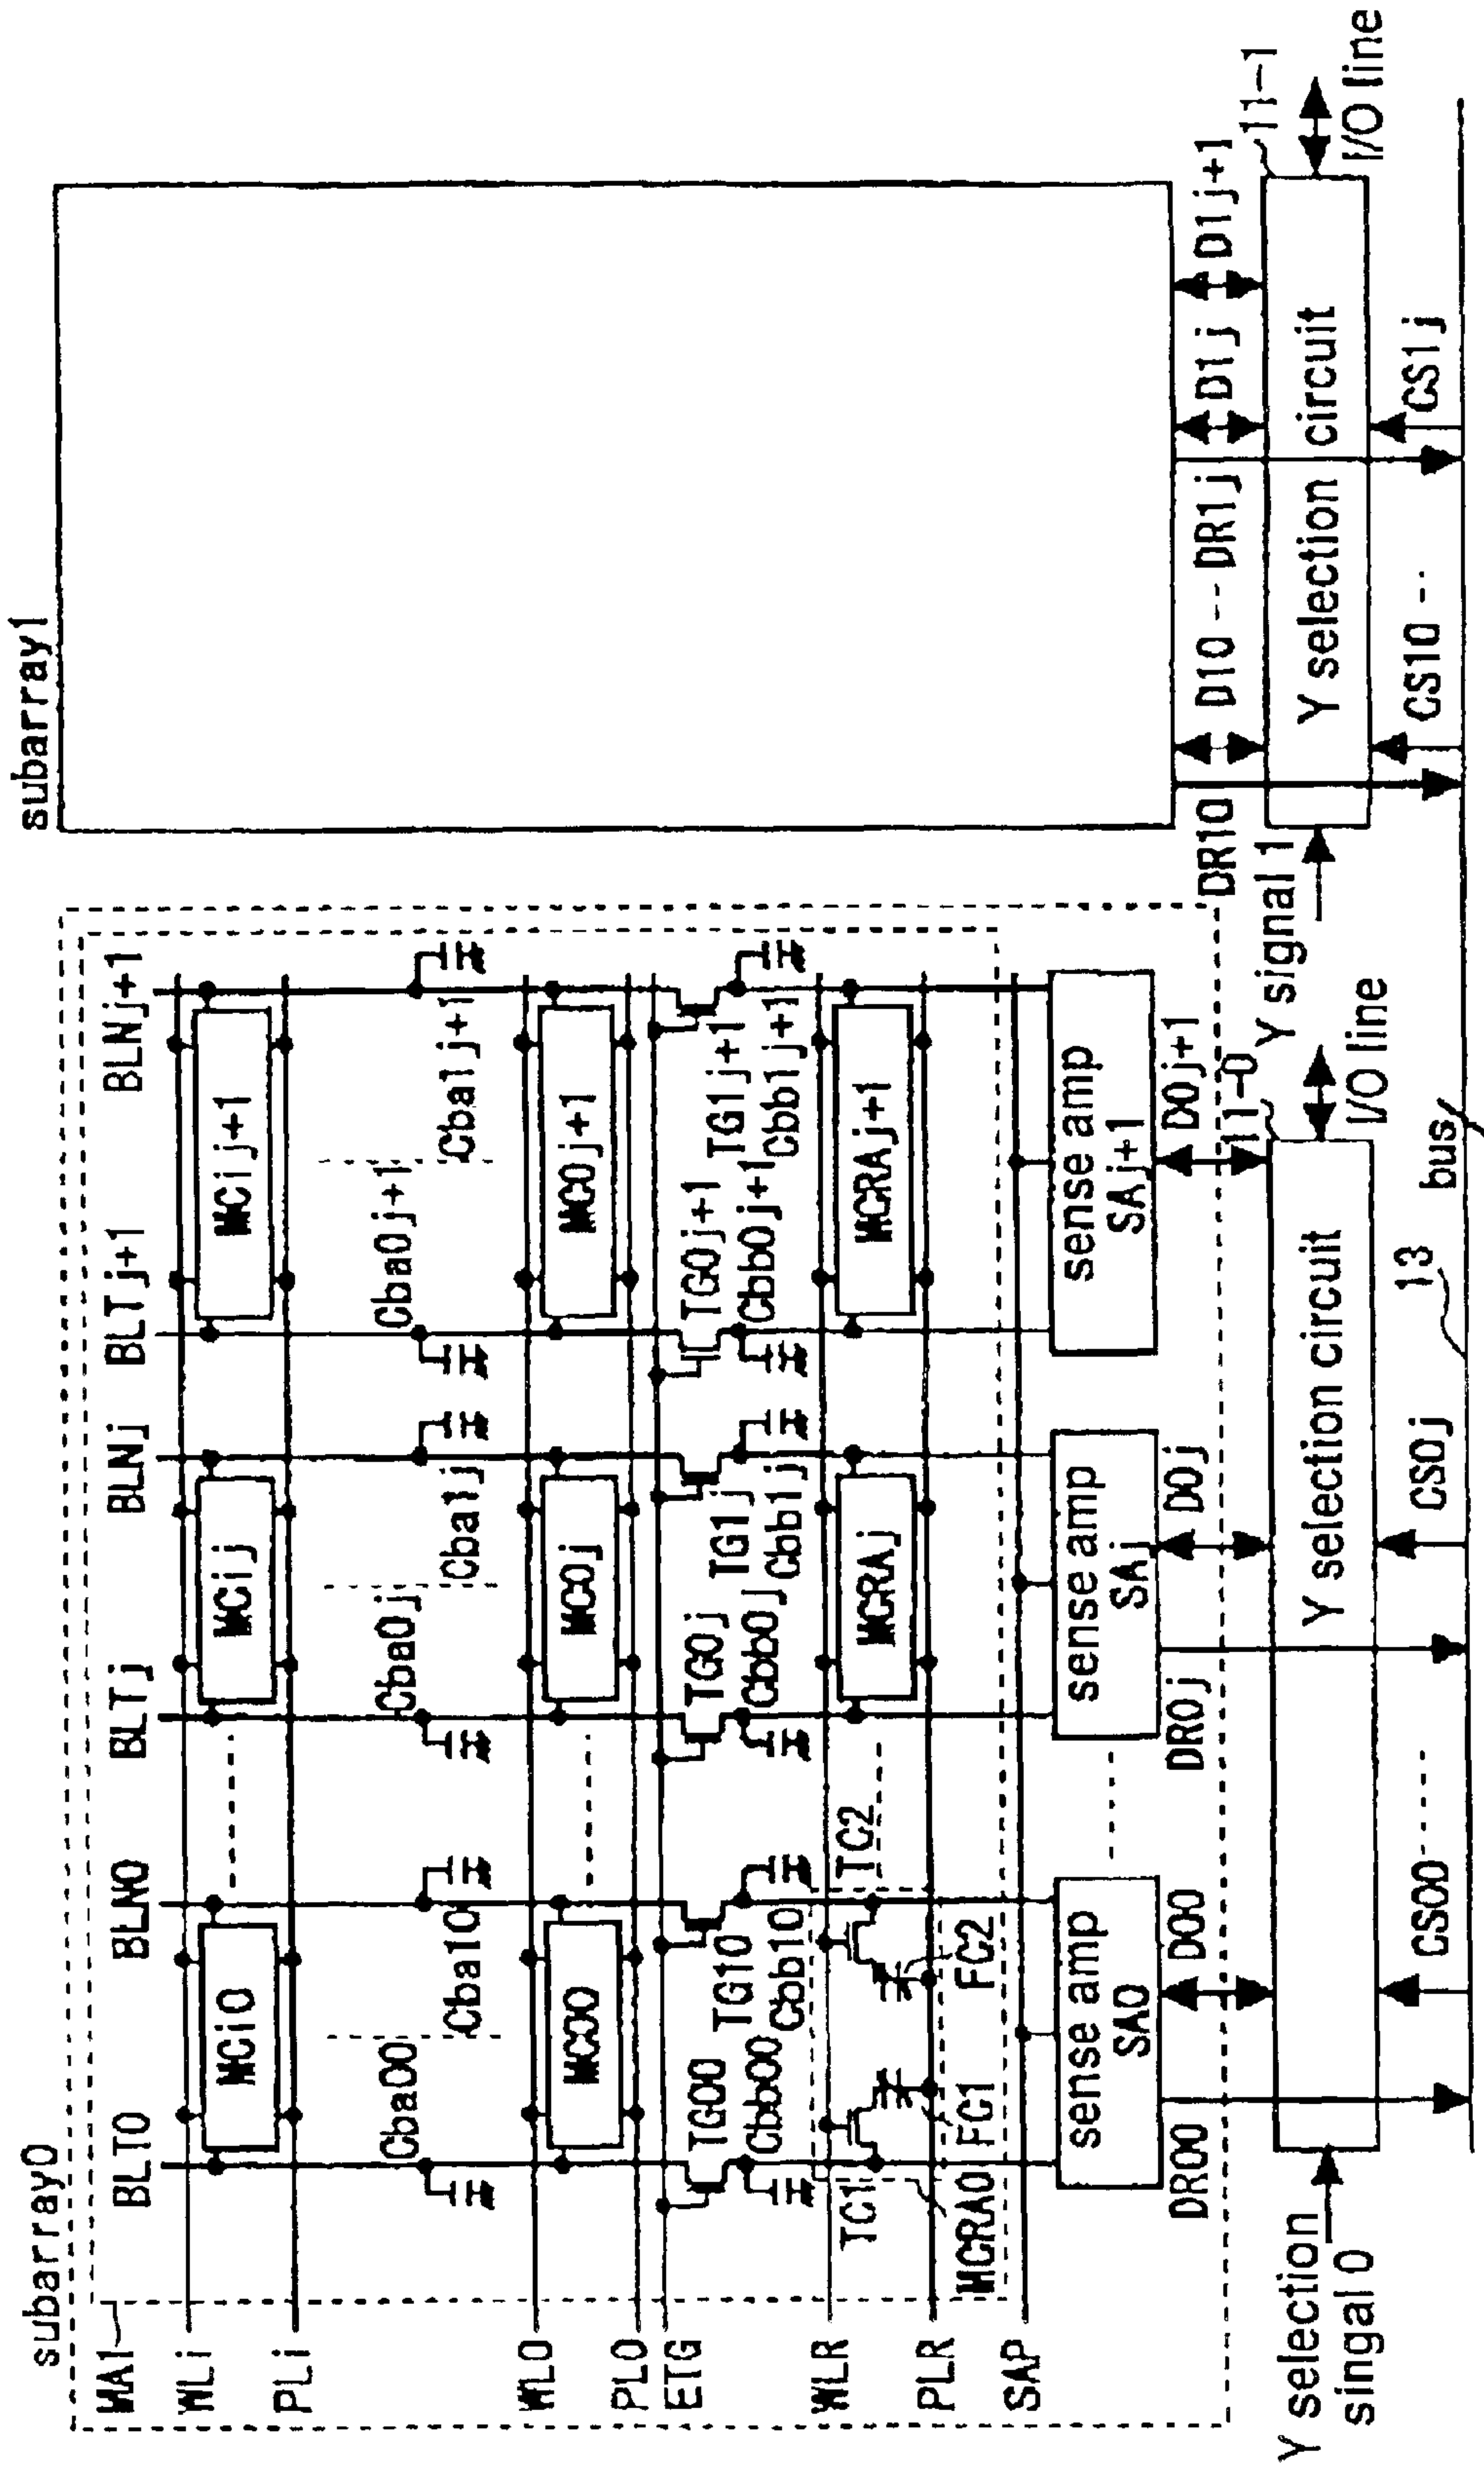 subarray0
subarray1
MA1
BLT0
BLN0
BLTj
BLNj
BLTj+1
BLNj+1
WLi
MCi0
MCij
MCij+1
PLi
Cba00
Cba10
Cba0j
Cba1j
Cba0j+1
Cba1j+1
WL0
MC00
MC0j
MC0j+1
PL0
ETG
TG00
TG10
TG0j
TG1j
TG0j+1
TG1j+1
Cbb00
Cbb10
Cbb0j
Cbb1j
Cbb0j+1
Cbb1j+1
WLR
TC1
TC2
MCRAj
MCRAj+1
PLR
MCRA0
FC1
FC2
SAP
sense amp
SA0
sense amp
SAj
sense amp
SAj+1
DR00
D00
DR0j
D0j
D0j+1
DR10
D10
DR1j
D1j
D1j+1
11-0
11-1
Y selection
singal 0
Y selection circuit
I/O line
Y signal 1
Y selection circuit
I/O line
CS00
CS0j
13
bus
CS10
CS1j